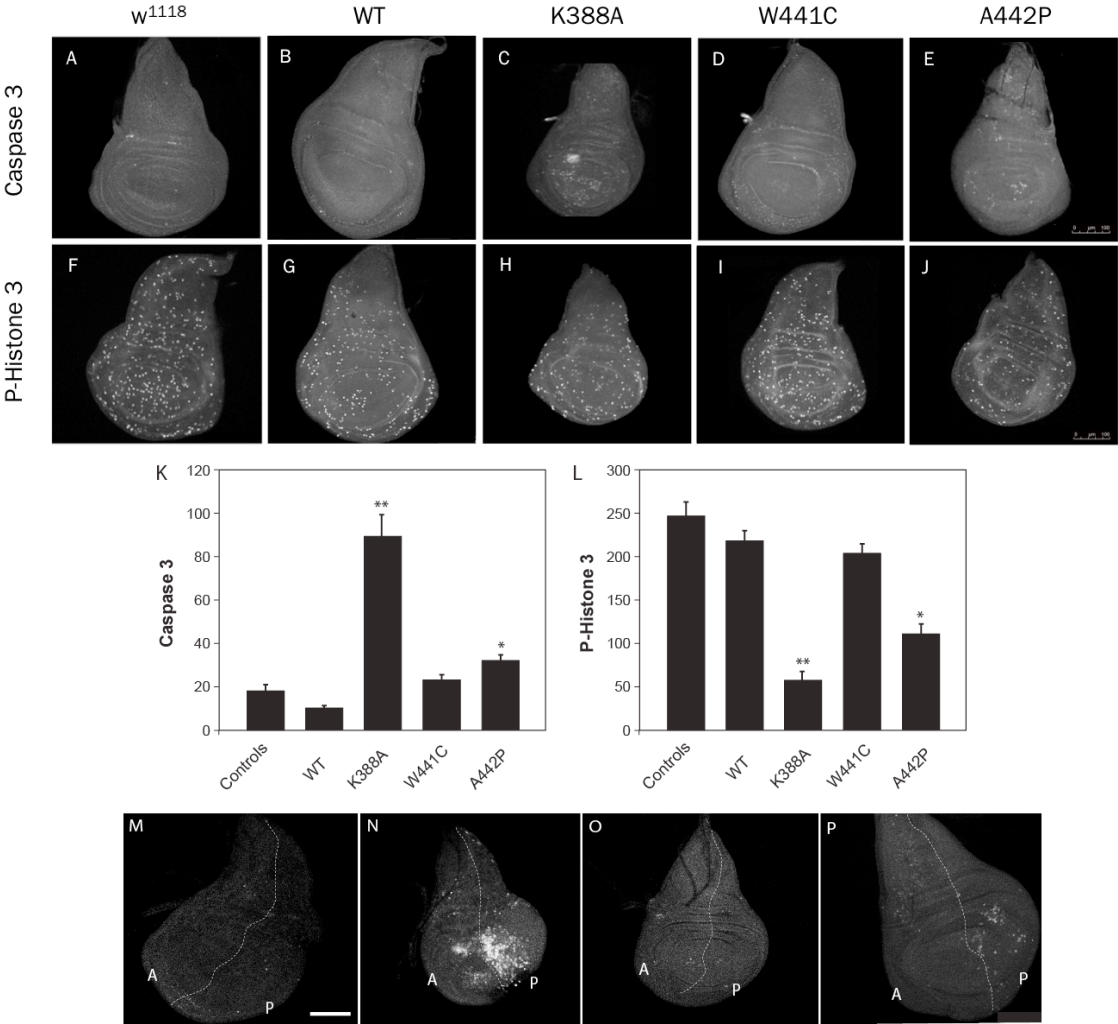 w1118 WT K388A W441C A442P
Caspase 3
A B C D E
0 µm 100
P-Histone 3
F G H I J
0 µm 100
K
Caspase 3
120
100
80
60
40
20
0
**
*
Controls WT K388A W441C A442P
L
P-Histone 3
300
250
200
150
100
50
0
**
*
Controls WT K388A W441C A442P
M N O P
A P A P A P A P